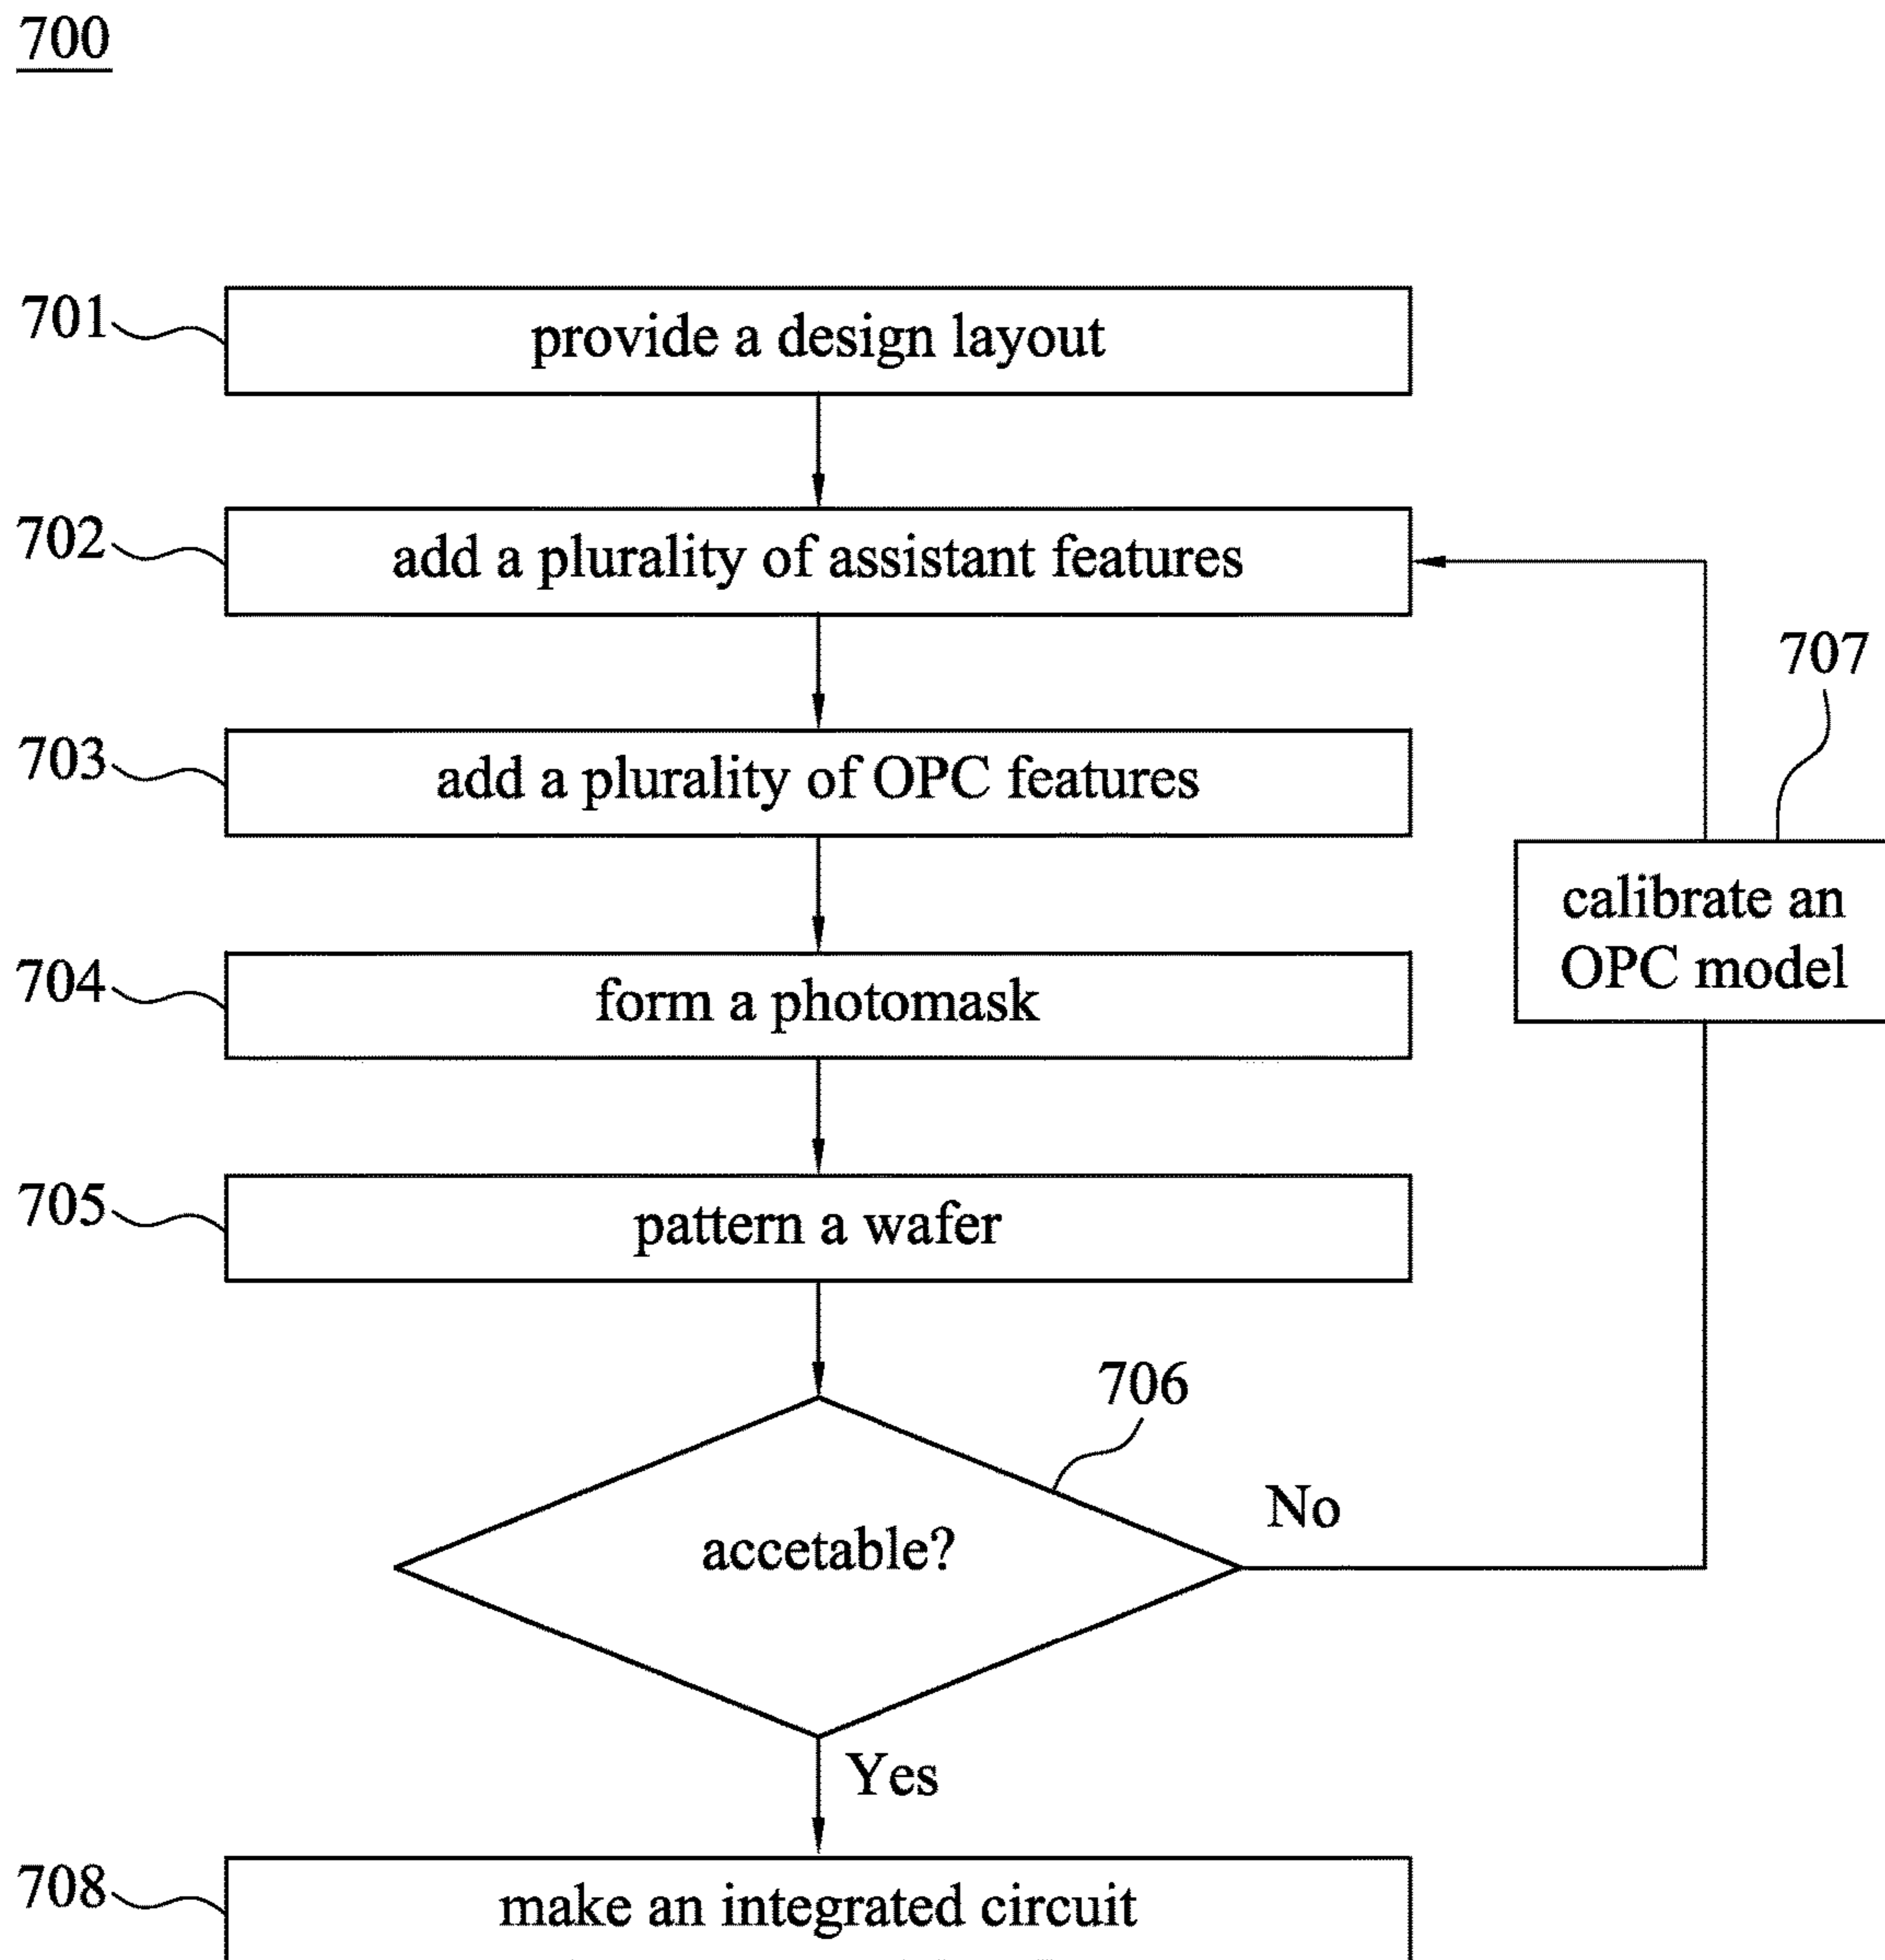 700
701
provide a design layout
702
add a plurality of assistant features
707
703
add a plurality of OPC features
calibrate an
OPC model
704
form a photomask
705
pattern a wafer
706
No
accetable?
Yes
708
make an integrated circuit